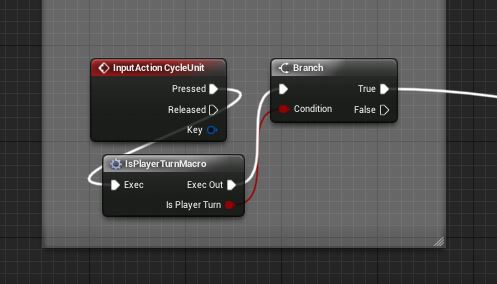 InputAction CycleUnit
Pressed
Released
Key
Branch
True
Condition
False
IsPlayerTurnMacro
Exec
Exec Out
Is Player Turn